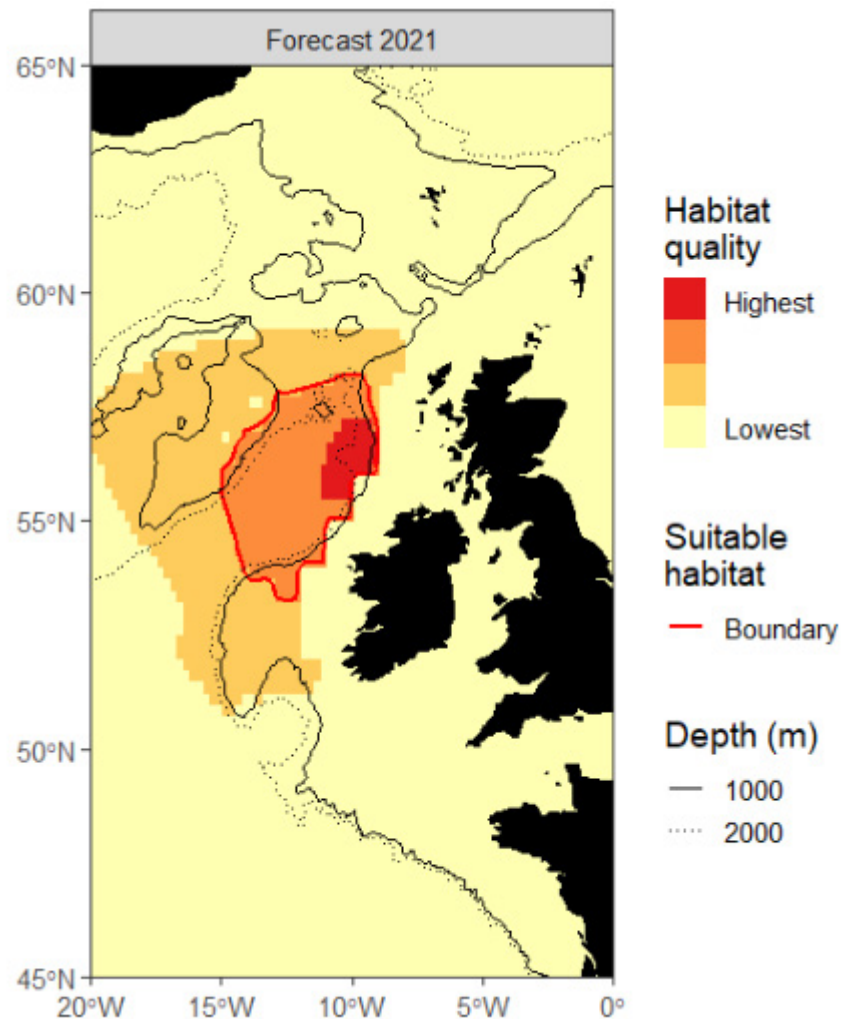 Forecast 2021
65°N
60°N
55°N
50°N
45°N
20°W
15°W
10°W
5°W
0°
Habitat
quality
Highest
Lowest
Suitable
habitat
Boundary
Depth (m)
1000
2000